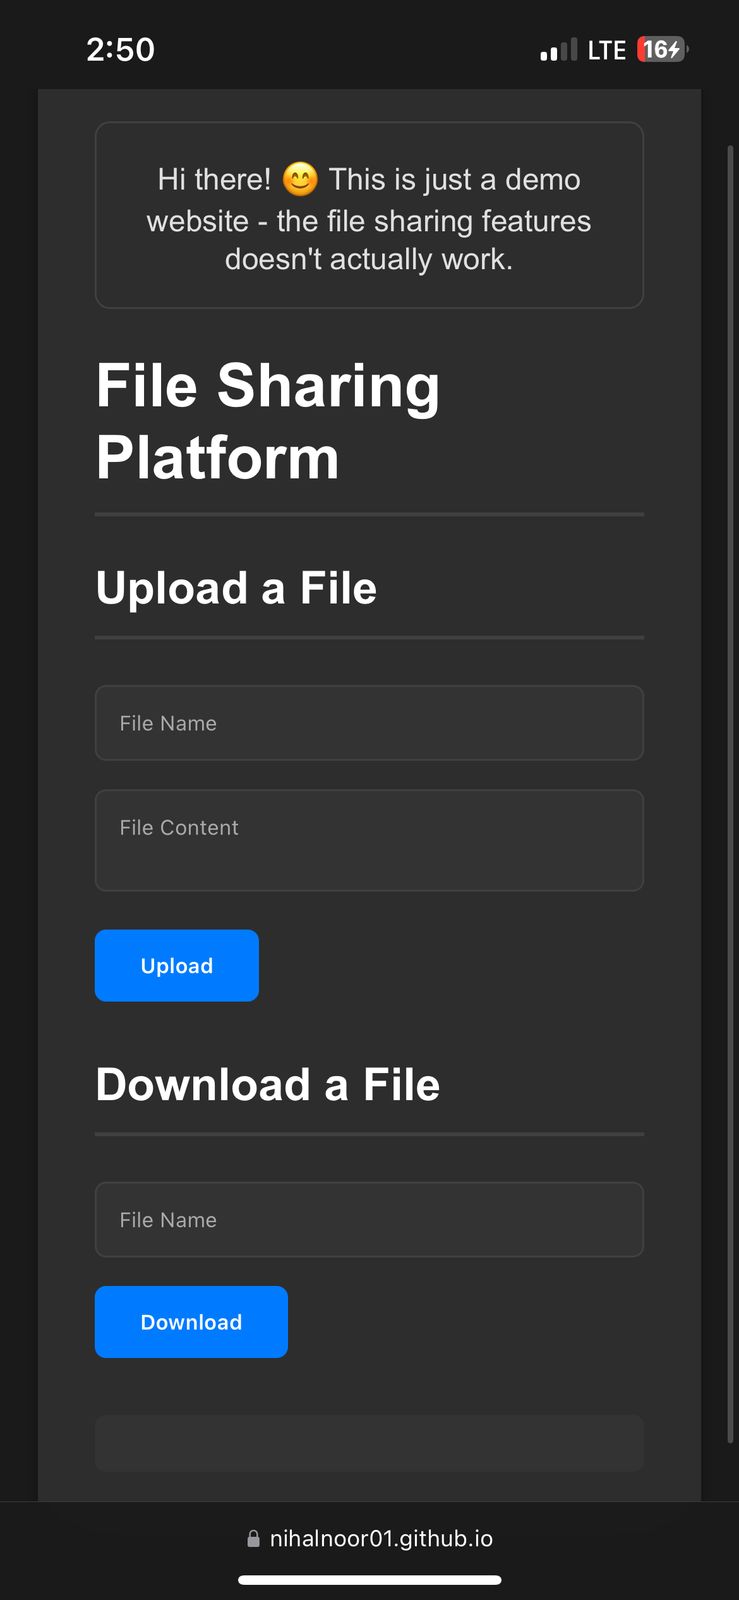 2:50
LTE
16
Hi there! 😊 This is just a demo
website - the file sharing features
doesn't actually work.
File Sharing
Platform
Upload a File
File Name
File Content
Upload
Download a File
File Name
Download
nihalnoor01.github.io